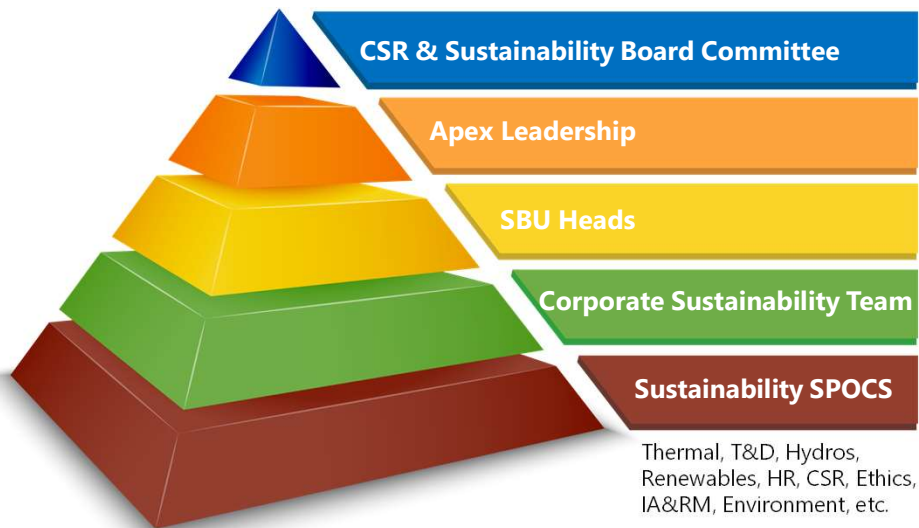 CSR & Sustainability Board Committee
Apex Leadership
SBU Heads
Corporate Sustainability Team
Sustainability SPOCS
Thermal, T&D, Hydros,
Renewables, HR, CSR, Ethics,
IA&RM, Environment, etc.